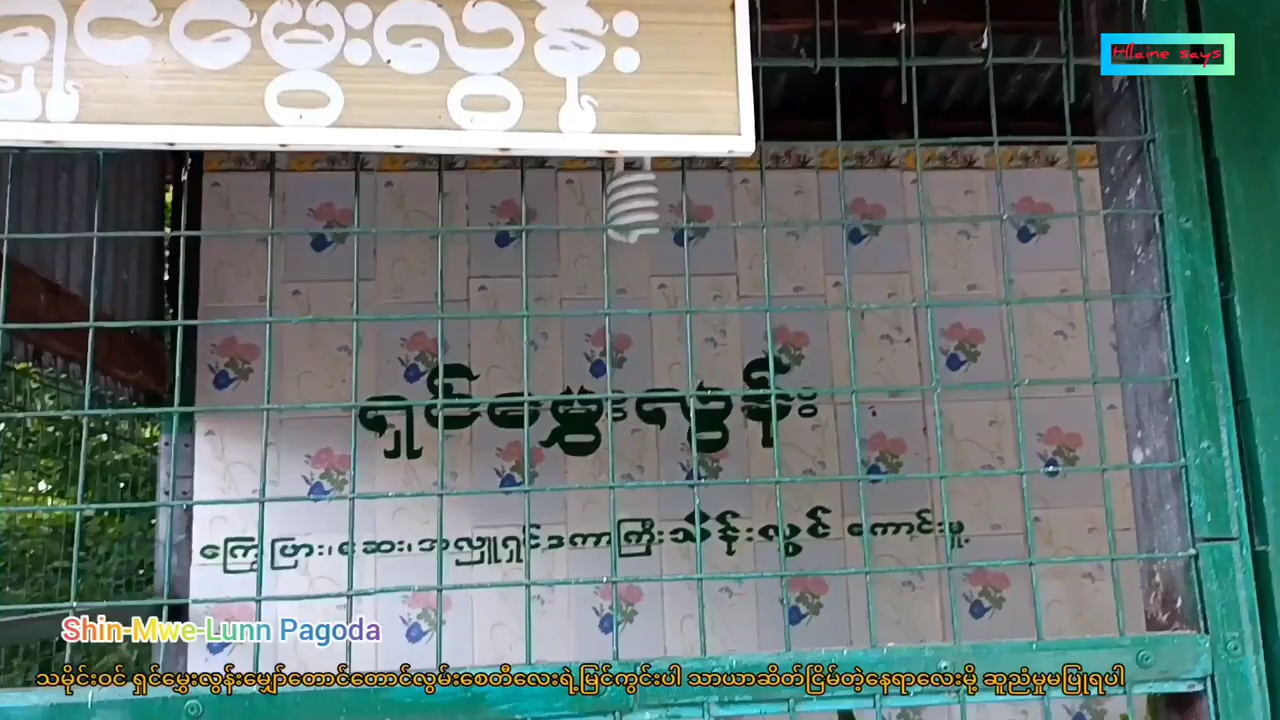 ရှင်မွေးလွန်း
Hlaine says
ရှင်မွှေးလွန်း
ကြေပြား၊ဆေး၊အလှူရှင်ဒကာကြီးသိန်းလွင် ကောင်းမှု
Shin-Mwe-Lunn Pagoda
သမိုင်းဝင် ရှင်မွှေးလွန်းမျှော်တောင်တောင်လွမ်းစေတီလေးရဲ့မြင်ကွင်းပါ သာယာဆိတ်ငြိမ်တဲ့နေရာလေးမို့ ဆူညံမှုမပြုရပါ